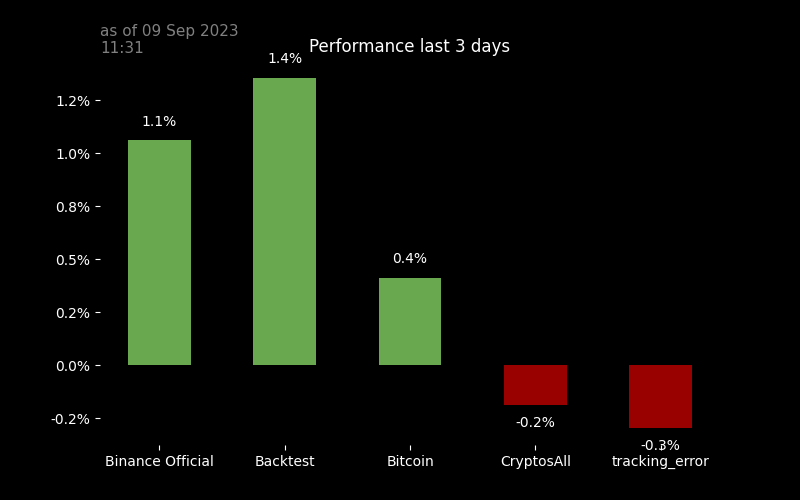 as of 09 Sep 2023
11:31
Performance last 3 days
1.4%
1.2%
1.1%
1.0%
0.8%
0.5%
0.4%
0.2%
0.0%
-0.2%
-0.2%
-0.3%
Binance Official
Backtest
Bitcoin
CryptosAll
tracking_error